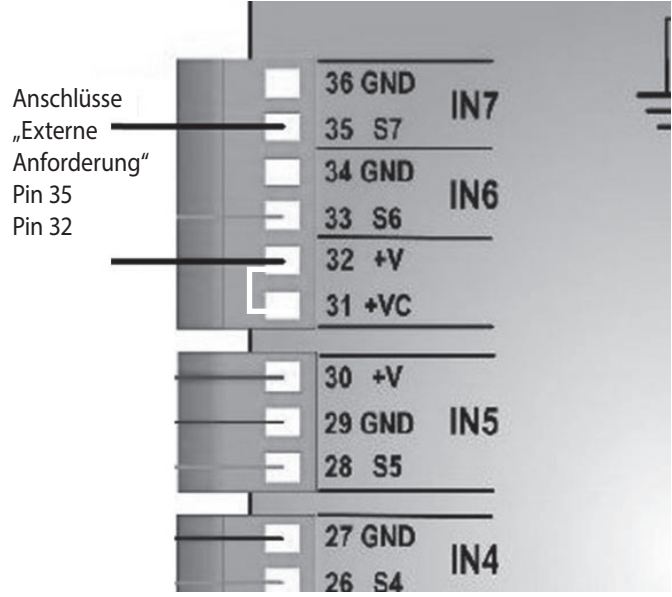 Anschlüsse
„Externe
Anforderung“
Pin 35
Pin 32
36 GND
IN7
35 S7
34 GND
IN6
33 S6
32 +V
31 +VC
30 +V
29 GND
IN5
28 S5
27 GND
IN4
26 S4